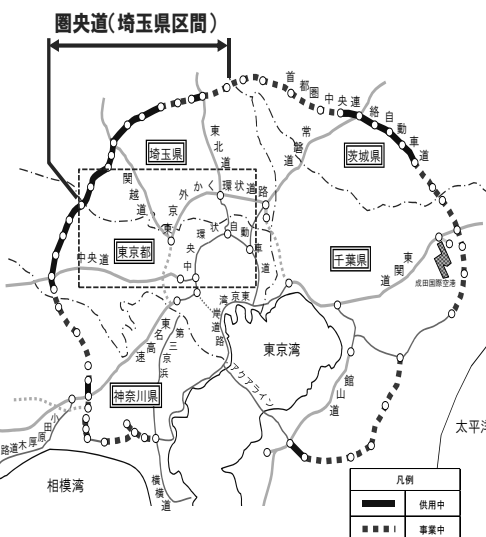 圏央道(埼玉県区間)
首都圏中央連絡自動車道
東北道
常磐道
埼玉県
茨城県
関越道
東京外かく環状道路
中央道
東京都
中央環状
自動車道
千葉県
東関道
成田国際空港
東京湾岸道路
東京湾
東名高速
第三京浜
アクアライン
館山道
神奈川県
小田原厚木道路
太平洋
相模湾
横横道
凡例
供用中
事業中